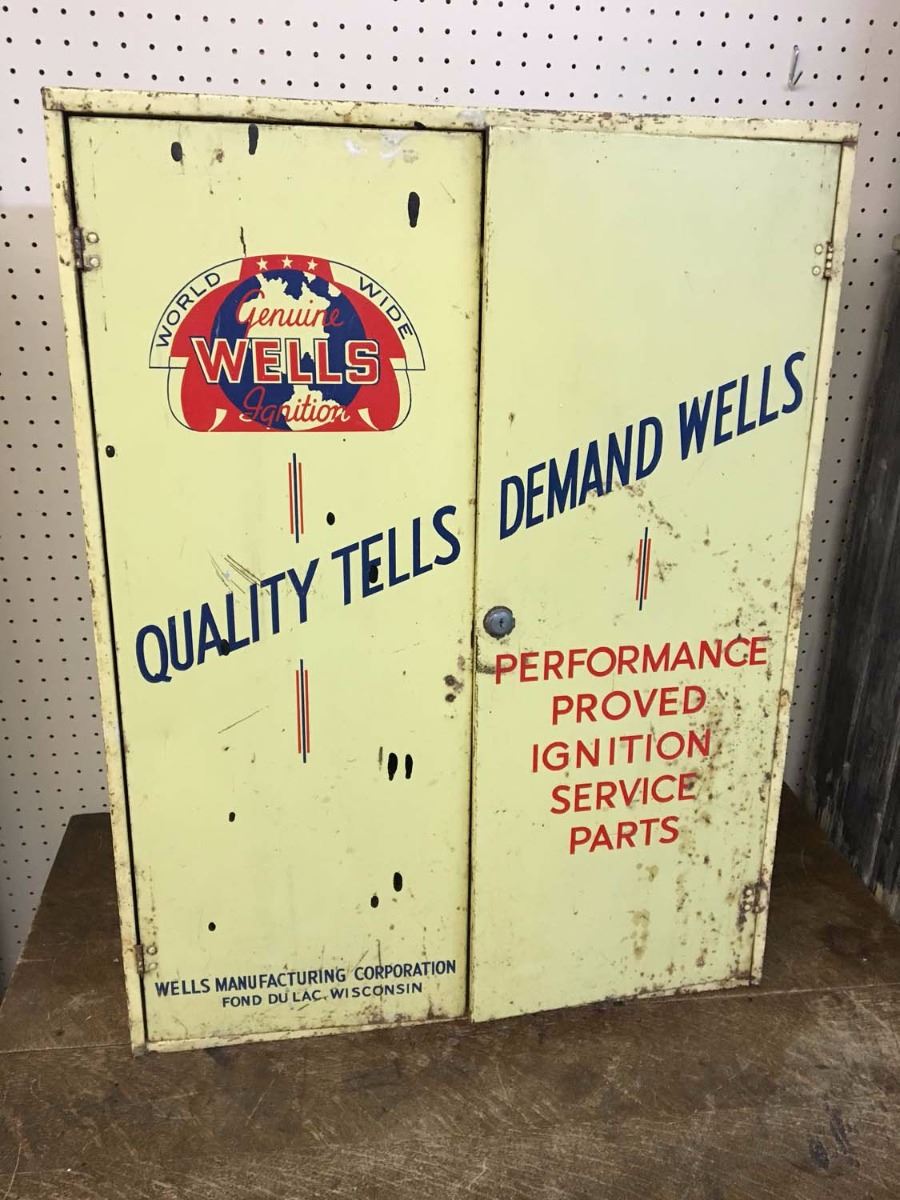 WORLD WIDE
Genuine
WELLS
Ignition
QUALITY TELLS
DEMAND WELLS
PERFORMANCE
PROVED
IGNITION
SERVICE
PARTS
WELLS MANUFACTURING CORPORATION
FOND DU LAC, WISCONSIN